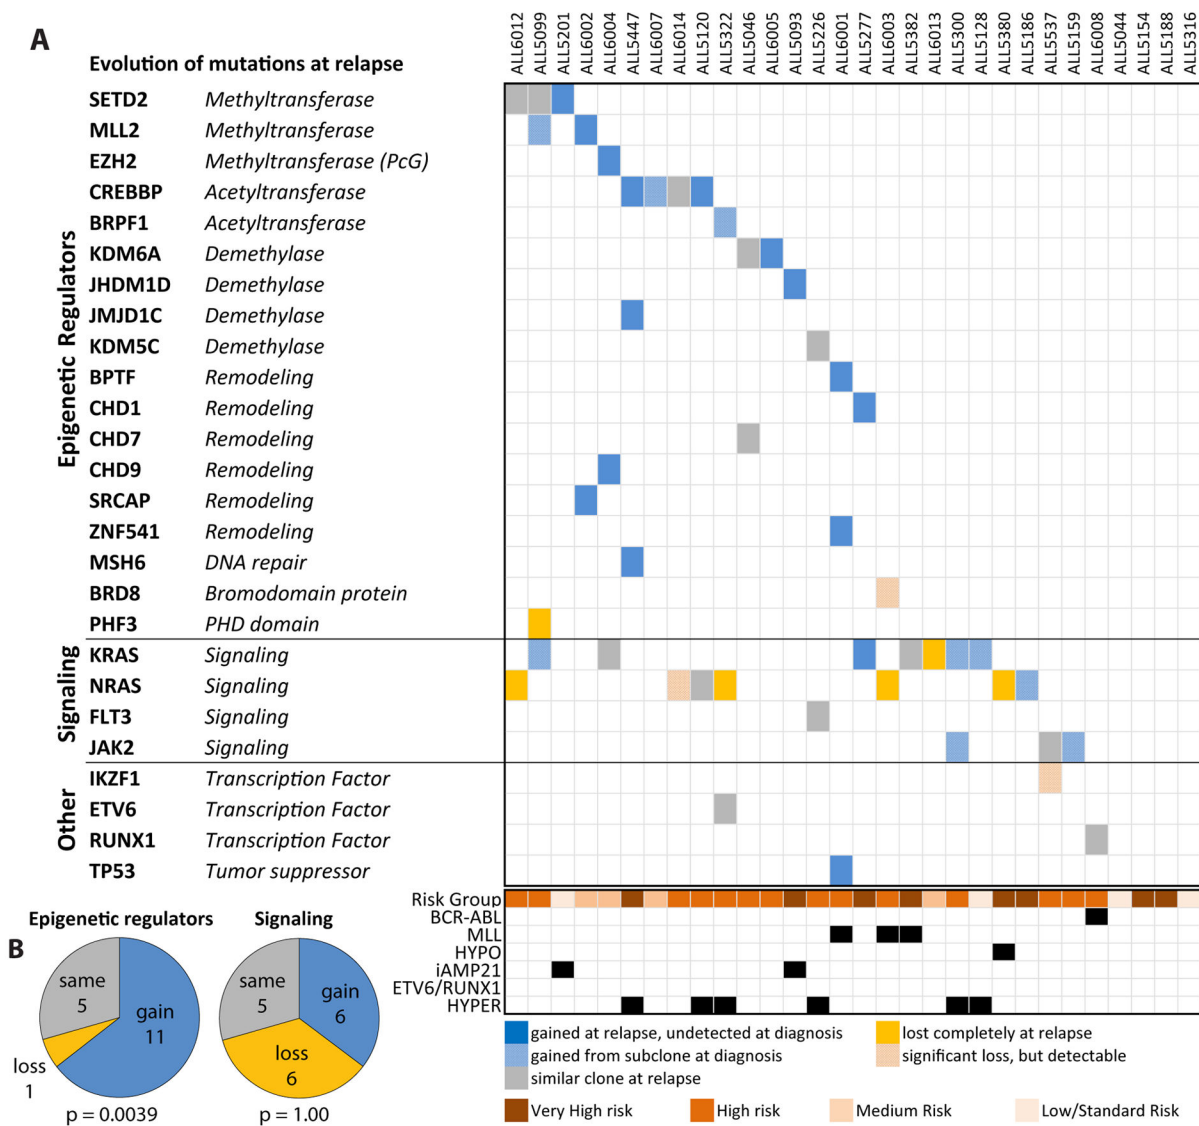 A
Evolution of mutations at relapse
ALL6012 ALL5099 ALL5201 ALL6002 ALL6004 ALL5447 ALL6007 ALL6014 ALL5120 ALL5322 ALL5046 ALL6005 ALL5093 ALL5226 ALL6001 ALL5277 ALL6003 ALL5382 ALL6013 ALL5300 ALL5128 ALL5380 ALL5186 ALL5537 ALL5159 ALL6008 ALL5044 ALL5154 ALL5188 ALL5316
Epigenetic Regulators
SETD2 Methyltransferase
MLL2 Methyltransferase
EZH2 Methyltransferase (PcG)
CREBBP Acetyltransferase
BRPF1 Acetyltransferase
KDM6A Demethylase
JHDM1D Demethylase
JMJD1C Demethylase
KDM5C Demethylase
BPTF Remodeling
CHD1 Remodeling
CHD7 Remodeling
CHD9 Remodeling
SRCAP Remodeling
ZNF541 Remodeling
MSH6 DNA repair
BRD8 Bromodomain protein
PHF3 PHD domain
Signaling
KRAS Signaling
NRAS Signaling
FLT3 Signaling
JAK2 Signaling
Other
IKZF1 Transcription Factor
ETV6 Transcription Factor
RUNX1 Transcription Factor
TP53 Tumor suppressor
Risk Group
BCR-ABL
MLL
HYPO
iAMP21
ETV6/RUNX1
HYPER
gained at relapse, undetected at diagnosis
gained from subclone at diagnosis
similar clone at relapse
lost completely at relapse
significant loss, but detectable
Very High risk
High risk
Medium Risk
Low/Standard Risk
B
Epigenetic regulators
same
5
gain
11
loss
1
p = 0.0039
Signaling
same
5
gain
6
loss
6
p = 1.00